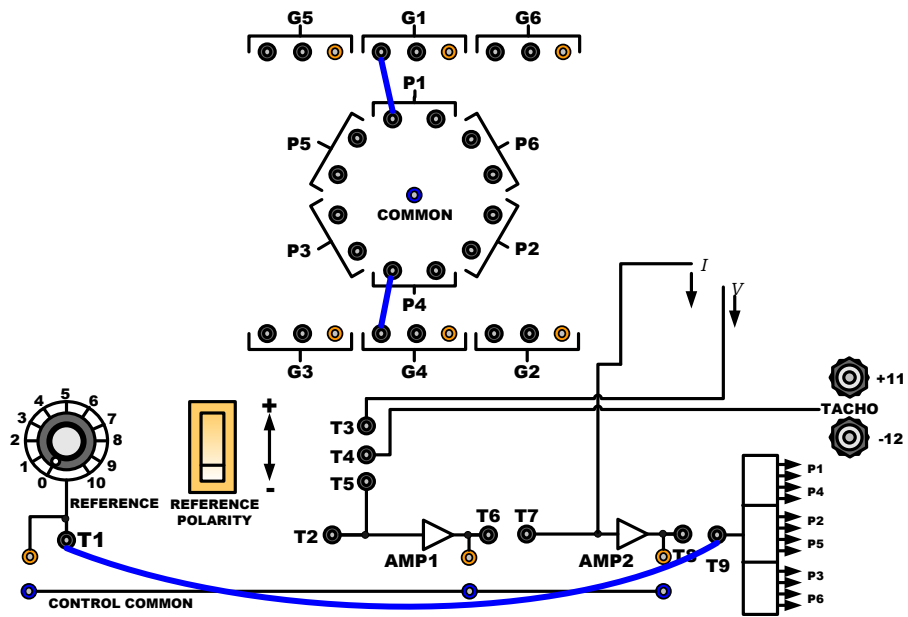 G5
G1
G6
P1
P5
P6
COMMON
P3
P2
P4
G3
G4
G2
I
V
+11
TACHO
-12
5
4
6
3
7
2
8
1
9
0
10
REFERENCE
T1
+
-
REFERENCE
POLARITY
T3
T4
T5
T2
AMP1
T6
T7
AMP2
T8
T9
P1
P4
P2
P5
P3
P6
CONTROL COMMON